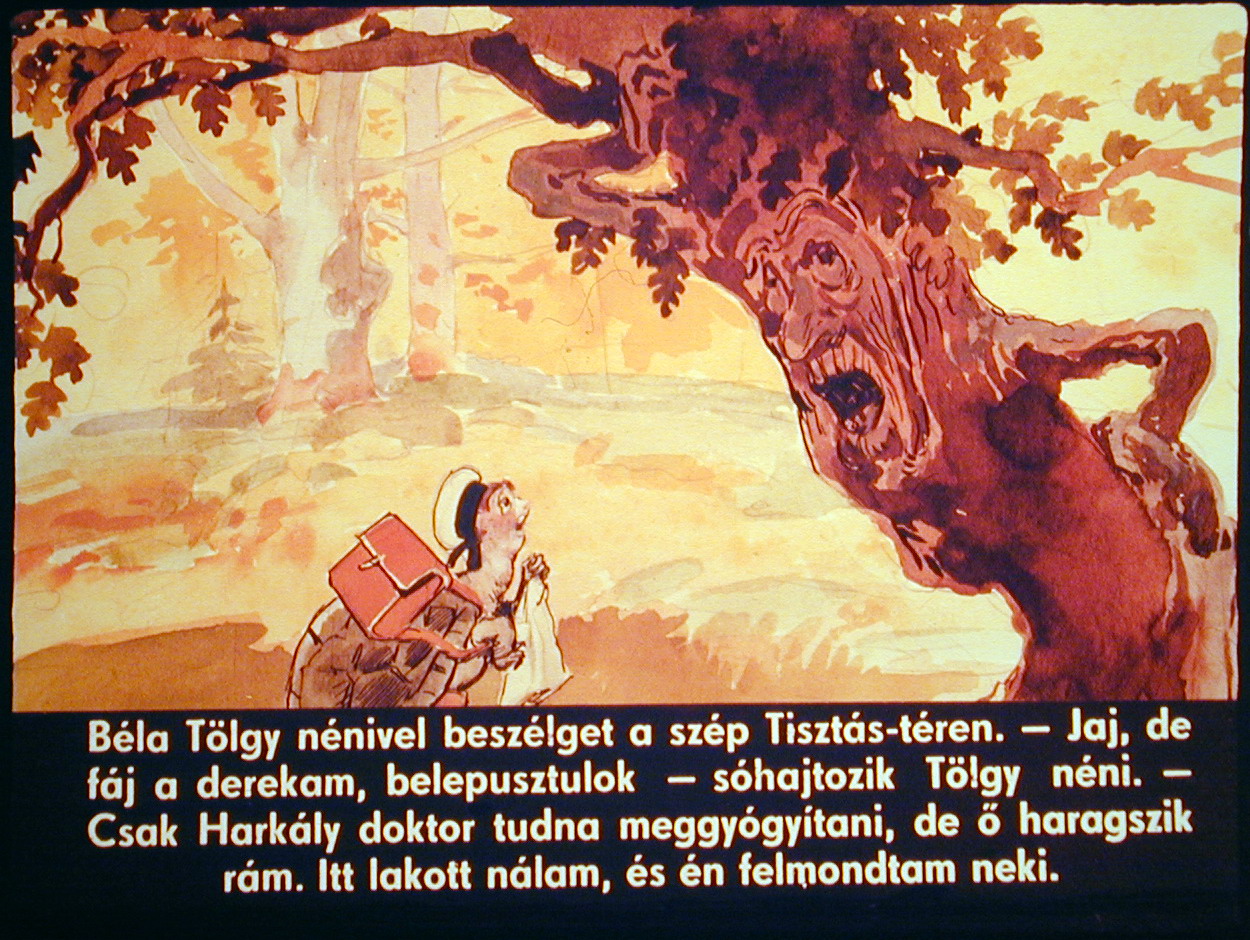 Béla Tölgy nénivel beszélget a szép Tisztás-téren. — Jaj, de
fáj a derekam, belepusztulok — sóhajtozik Tölgy néni. —
Csak Harkály doktor tudna meggyógyítani, de ő haragszik
rám. Itt lakott nálam, és én felmondtam neki.